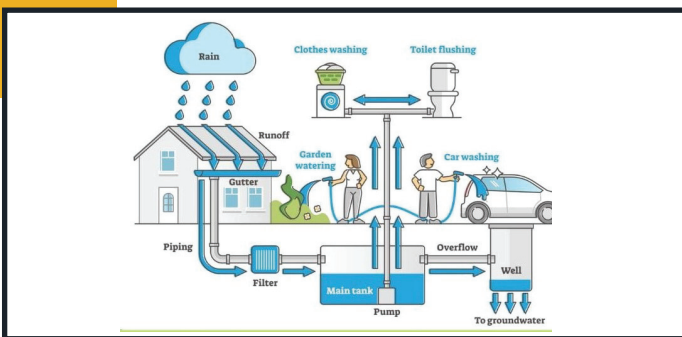 Rain
Clothes washing
Toilet flushing
Runoff
Gutter
Garden
watering
Car washing
Piping
Filter
Main tank
Pump
Overflow
Well
To groundwater